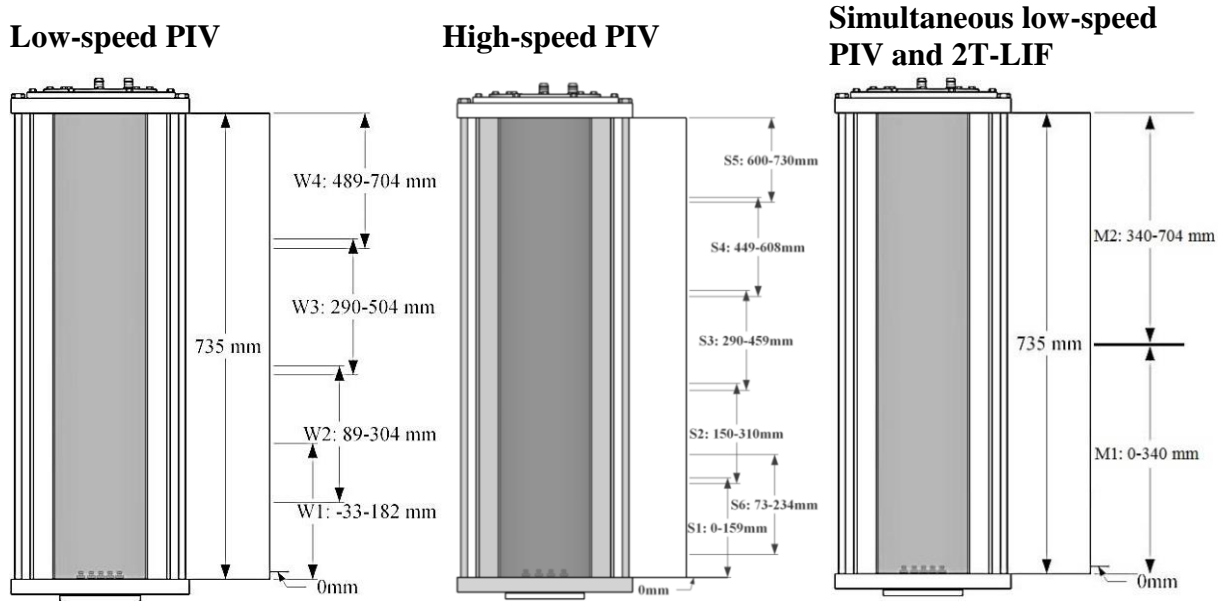 Low-speed PIV
W4: 489-704 mm
W3: 290-504 mm
735 mm
W2: 89-304 mm
W1: -33-182 mm
0mm
High-speed PIV
S5: 600-730mm
S4: 449-608mm
S3: 290-459mm
S2: 150-310mm
S6: 73-234mm
S1: 0-159mm
0mm
Simultaneous low-speed
PIV and 2T-LIF
M2: 340-704 mm
735 mm
M1: 0-340 mm
0mm